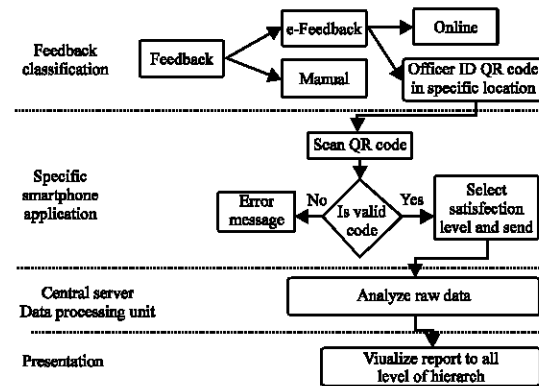 Feedback
classification
Feedback
e-Feedback
Manual
Online
Officer ID QR code
in specific location
Specific
smartphone
application
Scan QR code
Is valid
code
No
Yes
Error
message
Select
satisfection
level and send
Central server
Data processing unit
Analyze raw data
Presentation
Viualize report to all
level of hierarch